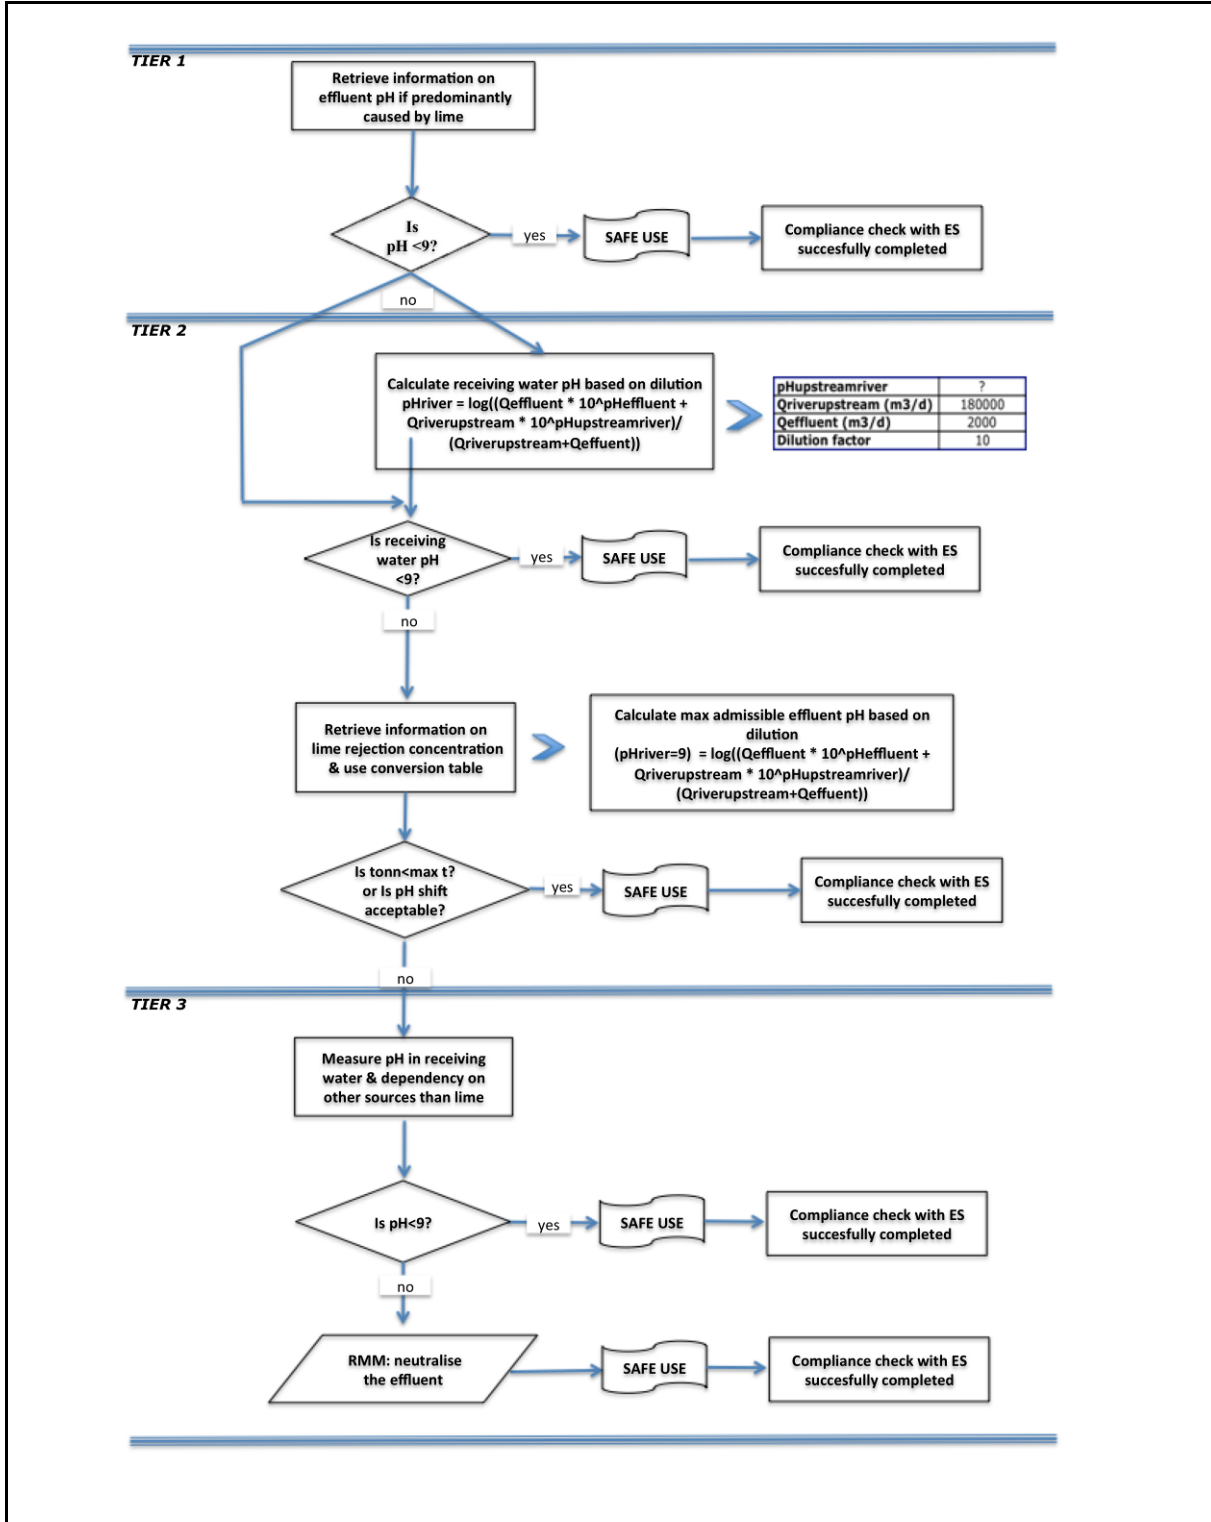 TIER 1
Retrieve information on
effluent pH if predominantly
caused by lime
Is
pH <9?
yes
SAFE USE
Compliance check with ES
succesfully completed
no
TIER 2
Calculate receiving water pH based on dilution
pHriver = log((Qeffluent * 10^pHeffluent +
Qriverupstream * 10^pHupstreamriver)/
(Qriverupstream+Qeffuent))
pHupstreamriver ?
Qriverupstream (m3/d) 180000
Qeffluent (m3/d) 2000
Dilution factor 10
Is receiving
water pH
<9?
yes
SAFE USE
Compliance check with ES
succesfully completed
no
Retrieve information on
lime rejection concentration
& use conversion table
Calculate max admissible effluent pH based on
dilution
(pHriver=9) = log((Qeffluent * 10^pHeffluent +
Qriverupstream * 10^pHupstreamriver)/
(Qriverupstream+Qeffuent))
Is tonn<max t?
or Is pH shift
acceptable?
yes
SAFE USE
Compliance check with ES
succesfully completed
no
TIER 3
Measure pH in receiving
water & dependency on
other sources than lime
Is pH<9?
yes
SAFE USE
Compliance check with ES
succesfully completed
no
RMM: neutralise
the effluent
SAFE USE
Compliance check with ES
succesfully completed